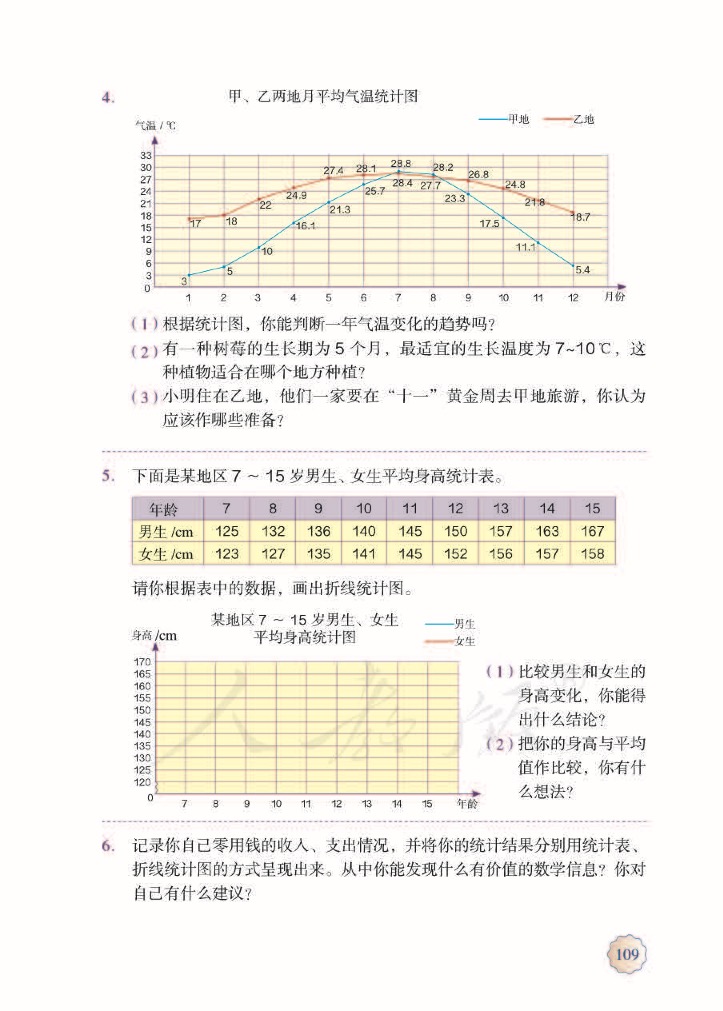 4. 甲、乙两地月平均气温统计图
气温 / ℃
甲地 乙地
33
30
27
24
21
18
15
12
9
6
3
0
17 18 22 24.9 27.4 28.1 28.4 27.7 26.8 24.8 21.8 18.7
3 5 10 16.1 21.3 25.7 28.8 28.2 23.3 17.5 11.1 5.4
1 2 3 4 5 6 7 8 9 10 11 12 月份
(1)根据统计图，你能判断一年气温变化的趋势吗？
(2)有一种树莓的生长期为 5 个月，最适宜的生长温度为 7~10 ℃，这
种植物适合在哪个地方种植？
(3)小明住在乙地，他们一家要在“十一”黄金周去甲地旅游，你认为
应该作哪些准备？
5. 下面是某地区 7 ~ 15 岁男生、女生平均身高统计表。
年龄 7 8 9 10 11 12 13 14 15
男生 /cm 125 132 136 140 145 150 157 163 167
女生 /cm 123 127 135 141 145 152 156 157 158
请你根据表中的数据，画出折线统计图。
某地区 7 ~ 15 岁男生、女生
平均身高统计图
男生
女生
身高 /cm
170
165
160
155
150
145
140
135
130
125
120
0
7 8 9 10 11 12 13 14 15 年龄
(1)比较男生和女生的
身高变化，你能得
出什么结论？
(2)把你的身高与平均
值作比较，你有什
么想法？
6. 记录你自己零用钱的收入、支出情况，并将你的统计结果分别用统计表、
折线统计图的方式呈现出来。从中你能发现什么有价值的数学信息？你对
自己有什么建议？
109